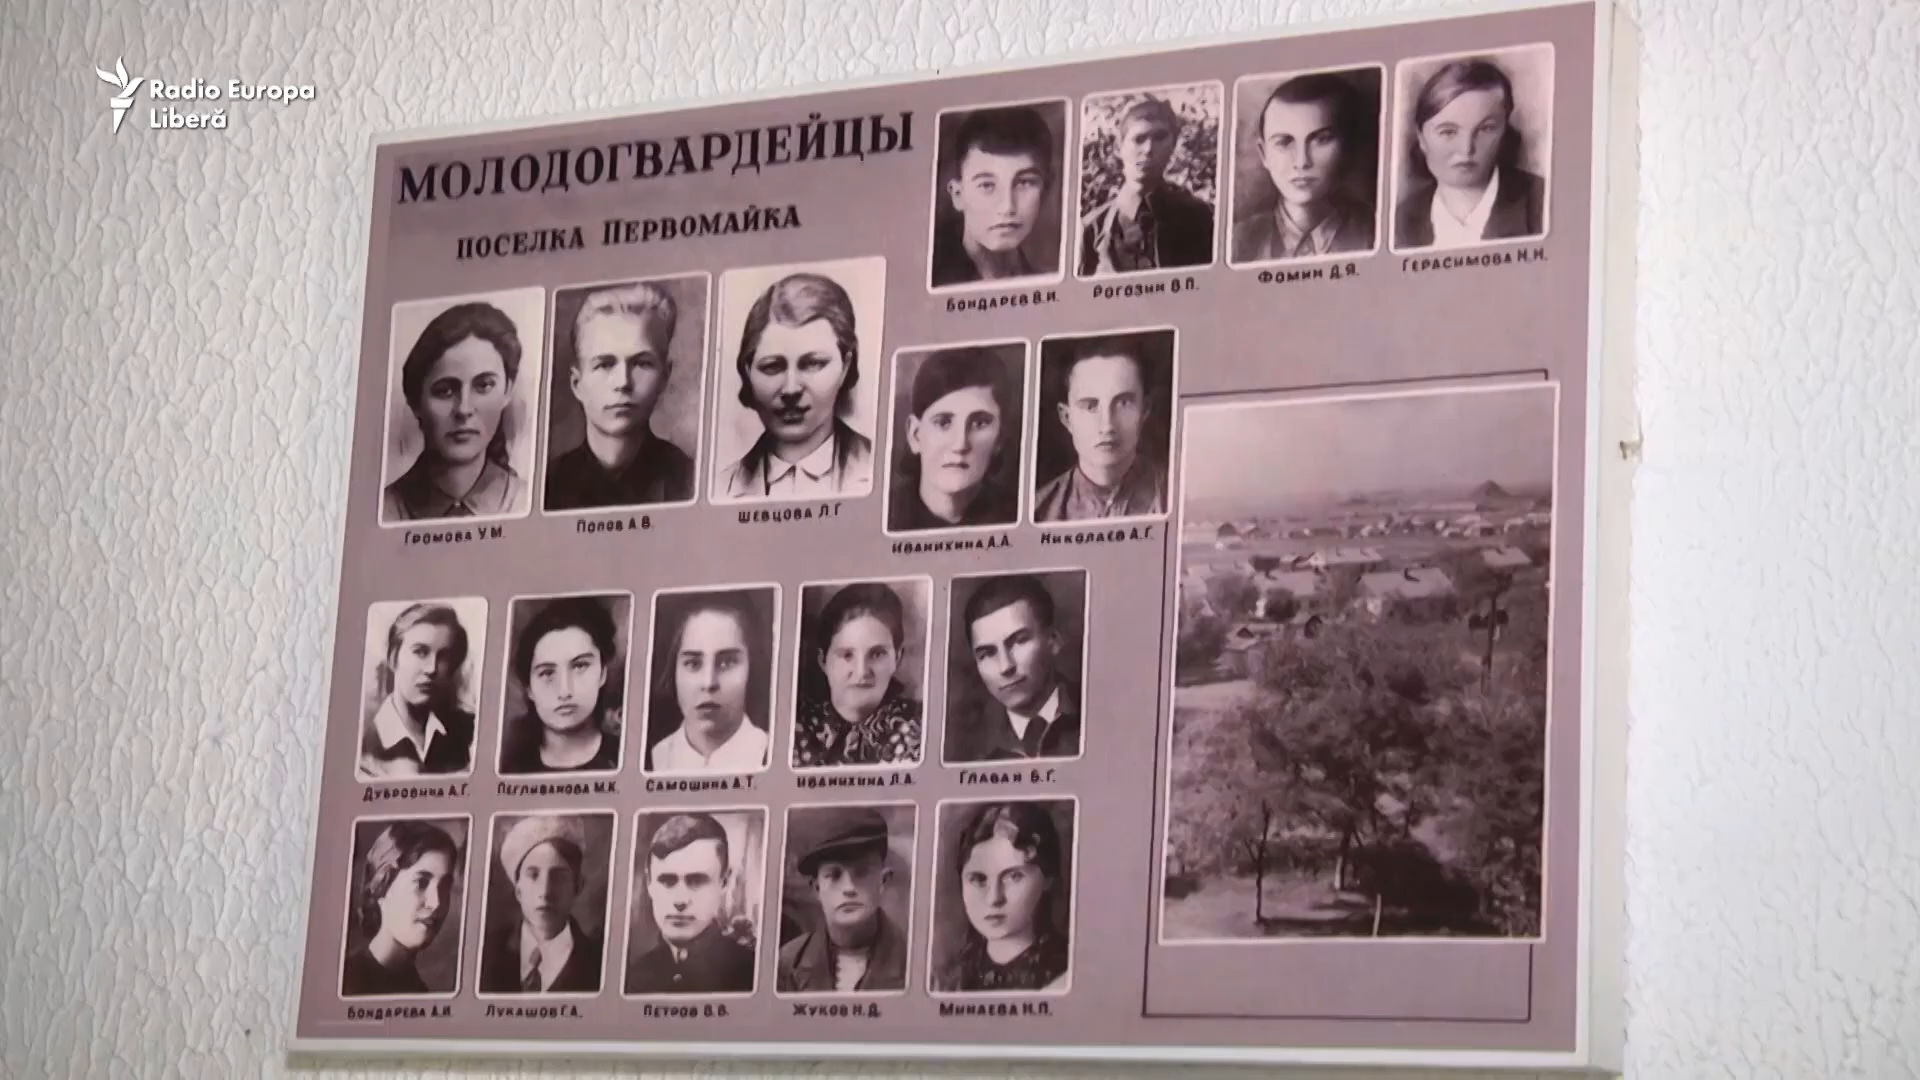 Radio Europa
Liberă
МОЛОДОГВАРДЕЙЦЫ
ПОСЕЛКА ПЕРВОМАЙКА
БОНДАРЕВ В.И.
РОГОЗИН В.П.
ФОМИН Д.Я.
ГЕРАСИМОВА Н.Н.
ГРОМОВА У.М.
ПОПОВ А.В.
ШЕВЦОВА Л.Г
ИВАНИХИНА А.А.
НИКОЛАЕВ А.Г.
ДУБРОВИНА А.Г.
ПЕГЛИВАНОВА М.К.
САМОШИНА А.Т.
ИВАНИХИНА Л.А.
ГЛАВАН Б.Г.
БОНДАРЕВА А.И.
ЛУКАШОВ Г.А.
ПЕТРОВ В.В.
ЖУКОВ Н.Д.
МИНАЕВА Н.П.